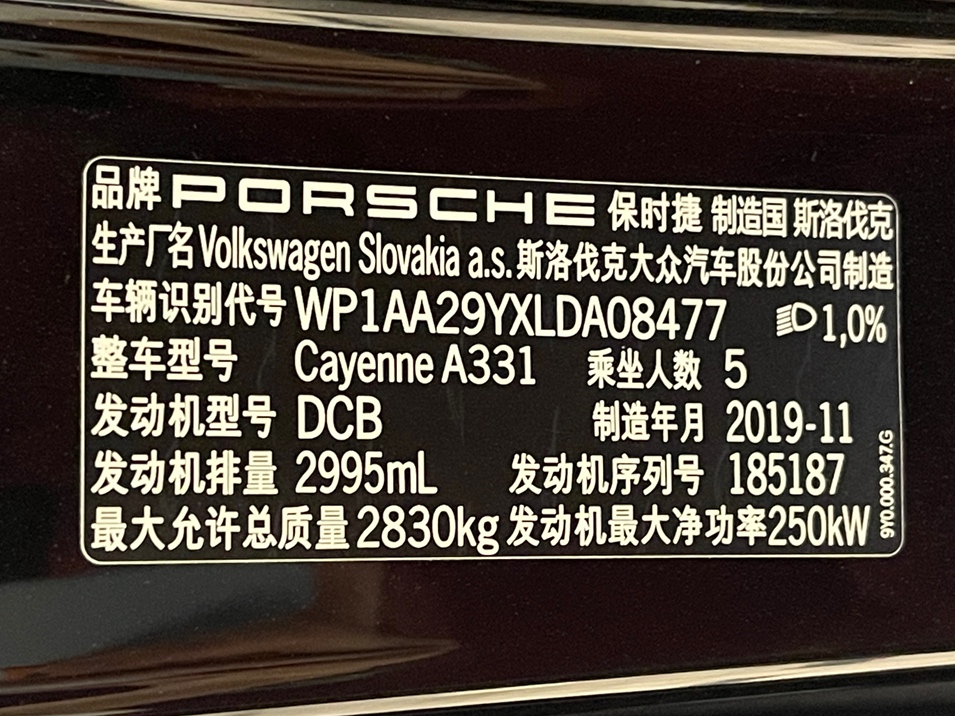 品牌 PORSCHE 保时捷 制造国 斯洛伐克
生产厂名 Volkswagen Slovakia a.s. 斯洛伐克大众汽车股份公司制造
车辆识别代号 WP1AA29YXLDA08477 1,0%
整车型号 Cayenne A331 乘坐人数 5
发动机型号 DCB 制造年月 2019-11
发动机排量 2995mL 发动机序列号 185187
最大允许总质量 2830kg 发动机最大净功率 250kW
9Y0.000.347.G